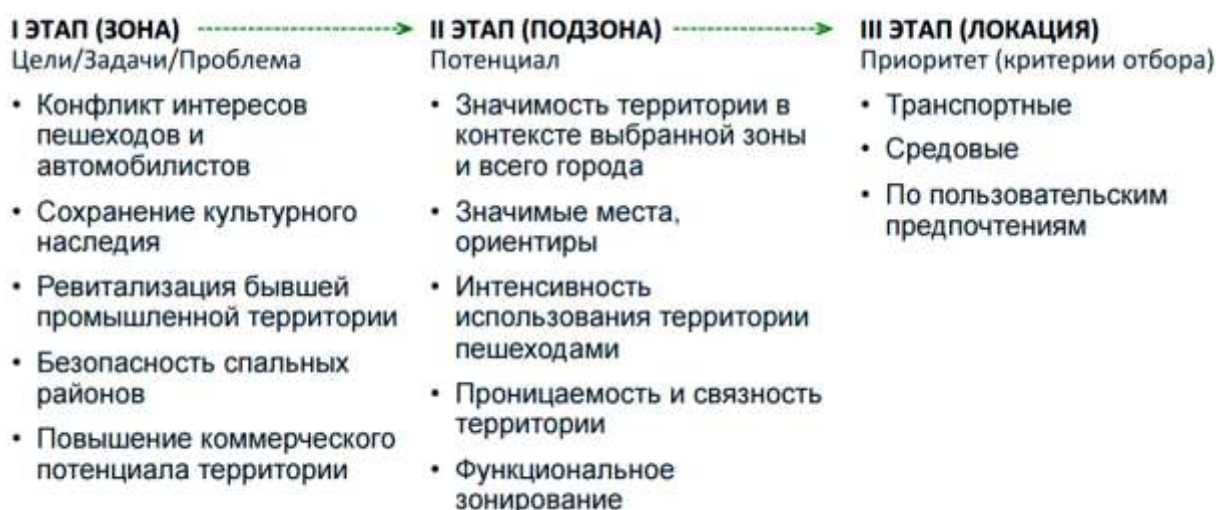 I ЭТАП (ЗОНА)
Цели/Задачи/Проблема
• Конфликт интересов
пешеходов и
автомобилистов
• Сохранение культурного
наследия
• Ревитализация бывшей
промышленной территории
• Безопасность спальных
районов
• Повышение коммерческого
потенциала территории
II ЭТАП (ПОДЗОНА)
Потенциал
• Значимость территории в
контексте выбранной зоны
и всего города
• Значимые места,
ориентиры
• Интенсивность
использования территории
пешеходами
• Проницаемость и связность
территории
• Функциональное
зонирование
III ЭТАП (ЛОКАЦИЯ)
Приоритет (критерии отбора)
• Транспортные
• Средовые
• По пользовательским
предпочтениям